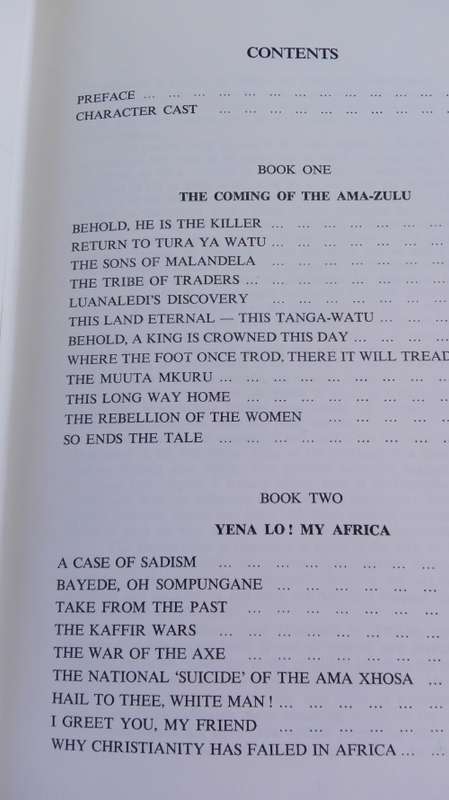 CONTENTS
PREFACE ... ... ... ... ... ... ... ... ... ... ... ...
CHARACTER CAST ... ... ... ... ... ... ... ... ...
BOOK ONE
THE COMING OF THE AMA-ZULU
BEHOLD, HE IS THE KILLER ... ... ... ... ... ...
RETURN TO TURA YA WATU ... ... ... ... ... ...
THE SONS OF MALANDELA ... ... ... ... ... ...
THE TRIBE OF TRADERS ... ... ... ... ... ... ...
LUANALEDI'S DISCOVERY ... ... ... ... ... ...
THIS LAND ETERNAL — THIS TANGA-WATU ... ... ...
BEHOLD, A KING IS CROWNED THIS DAY ... ... ... ...
WHERE THE FOOT ONCE TROD, THERE IT WILL TREAD
THE MUUTA MKURU ... ... ... ... ... ... ... ...
THIS LONG WAY HOME ... ... ... ... ... ... ...
THE REBELLION OF THE WOMEN ... ... ... ...
SO ENDS THE TALE ... ... ... ... ... ... ... ...
BOOK TWO
YENA LO! MY AFRICA
A CASE OF SADISM ... ... ... ... ... ... ... ...
BAYEDE, OH SOMPUNGANE ... ... ... ... ... ...
TAKE FROM THE PAST ... ... ... ... ... ... ...
THE KAFFIR WARS ... ... ... ... ... ... ... ...
THE WAR OF THE AXE ... ... ... ... ... ... ...
THE NATIONAL 'SUICIDE' OF THE AMA XHOSA ...
HAIL TO THEE, WHITE MAN! ... ... ... ... ... ...
I GREET YOU, MY FRIEND ... ... ... ... ... ...
WHY CHRISTIANITY HAS FAILED IN AFRICA ... ...